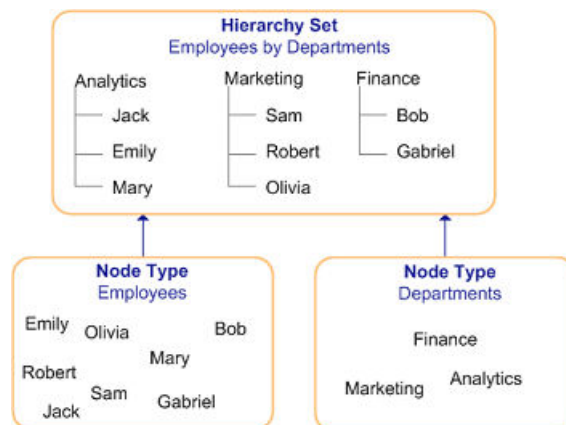 Hierarchy Set
Employees by Departments
Analytics
Jack
Emily
Mary
Marketing
Sam
Robert
Olivia
Finance
Bob
Gabriel
Node Type
Employees
Emily
Olivia
Bob
Mary
Robert
Sam
Gabriel
Jack
Node Type
Departments
Finance
Analytics
Marketing